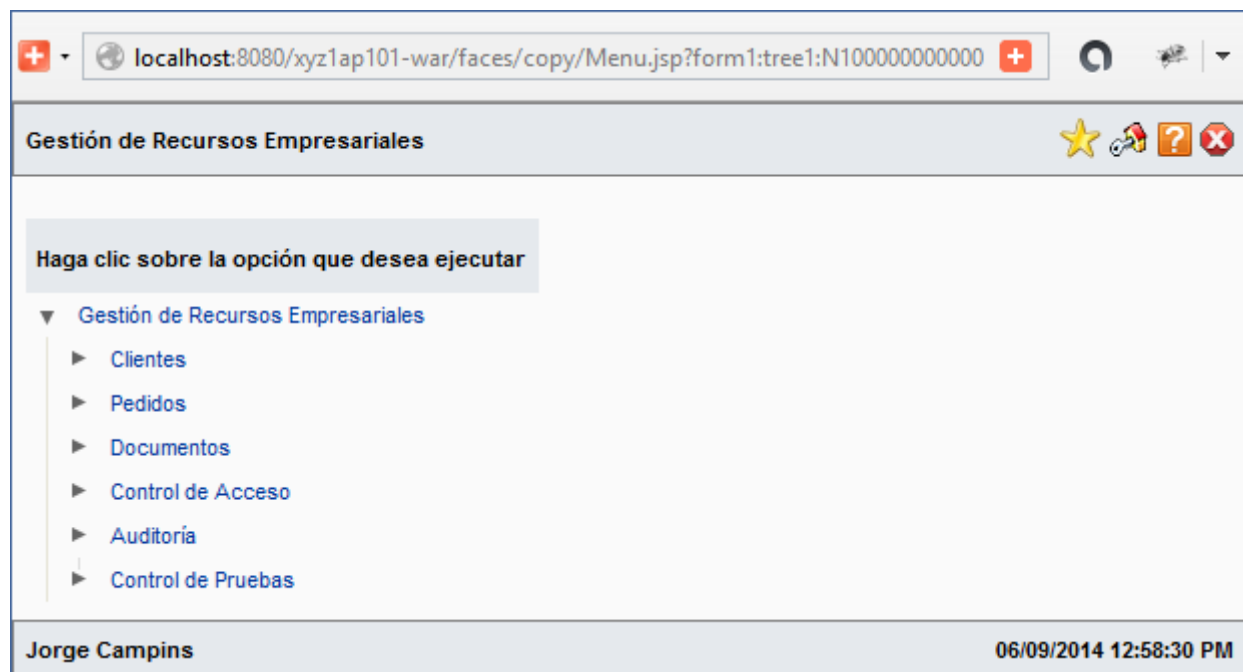 localhost:8080/xyz1ap101-war/faces/copy/Menu.jsp?form1:tree1:N100000000000
Gestión de Recursos Empresariales
Haga clic sobre la opción que desea ejecutar
Gestión de Recursos Empresariales
Clientes
Pedidos
Documentos
Control de Acceso
Auditoría
Control de Pruebas
Jorge Campins 06/09/2014 12:58:30 PM